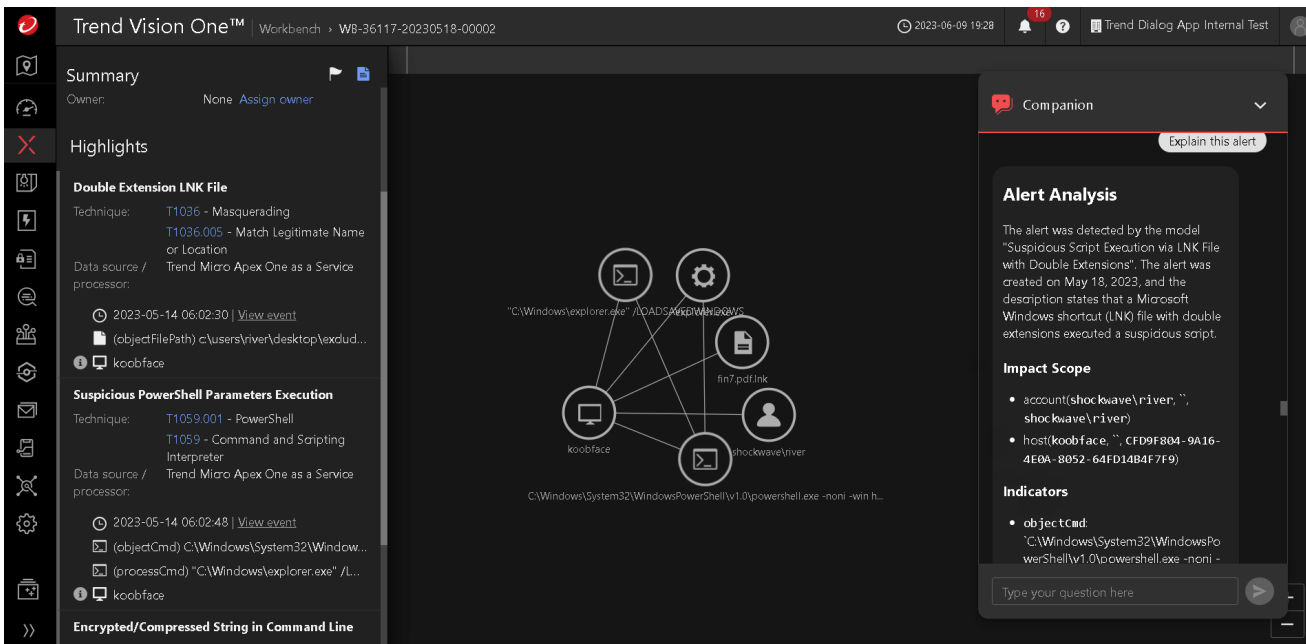 Trend Vision One™ | Workbench > WB-36117-20230518-00002
2023-06-09 19:28
16
Trend Dialog App Internal Test
Summary
Owner: None Assign owner
Highlights
Double Extension LNK File
Technique: T1036 - Masquerading
T1036.005 - Match Legitimate Name
or Location
Data source / Trend Micro Apex One as a Service
processor:
2023-05-14 06:02:30 | View event
(objectFilePath) c:\users\river\desktop\exdud...
koobface
Suspicious PowerShell Parameters Execution
Technique: T1059.001 - PowerShell
T1059 - Command and Scripting
Interpreter
Data source / Trend Micro Apex One as a Service
processor:
2023-05-14 06:02:48 | View event
(objectCmd) C:\Windows\System32\Window...
(processCmd) "C:\Windows\explorer.exe" /L...
koobface
Encrypted/Compressed String in Command Line
"C:\Windows\explorer.exe" /LOADSAVEDWINDOWS
fin7.pdf.lnk
koobface
shockwave\river
C:\Windows\System32\WindowsPowerShell\v1.0\powershell.exe -noni -win h...
Companion
Explain this alert
Alert Analysis
The alert was detected by the model
"Suspicious Script Execution via LNK File
with Double Extensions". The alert was
created on May 18, 2023, and the
description states that a Microsoft
Windows shortcut (LNK) file with double
extensions executed a suspicious script.
Impact Scope
• account(shockwave\river, ``,
shockwave\river)
• host(koobface, ``, CFD9F804-9A16-
4E0A-8052-64FD14B4F7F9)
Indicators
• objectCmd:
`C:\Windows\System32\WindowsPo
werShell\v1.0\powershell.exe -noni -
Type your question here